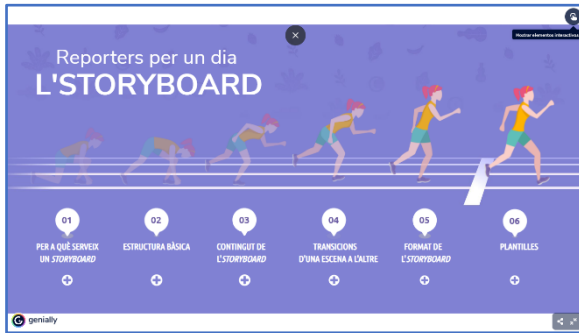 Mostrar elementos interactivos
Reporters per un dia
L'STORYBOARD
01
PER A QUÈ SERVEIX
UN STORYBOARD
02
ESTRUCTURA BÀSICA
03
CONTINGUT DE
L'STORYBOARD
04
TRANSICIONS
D'UNA ESCENA A L'ALTRE
05
FORMAT DE
L'STORYBOARD
06
PLANTILLES
genially